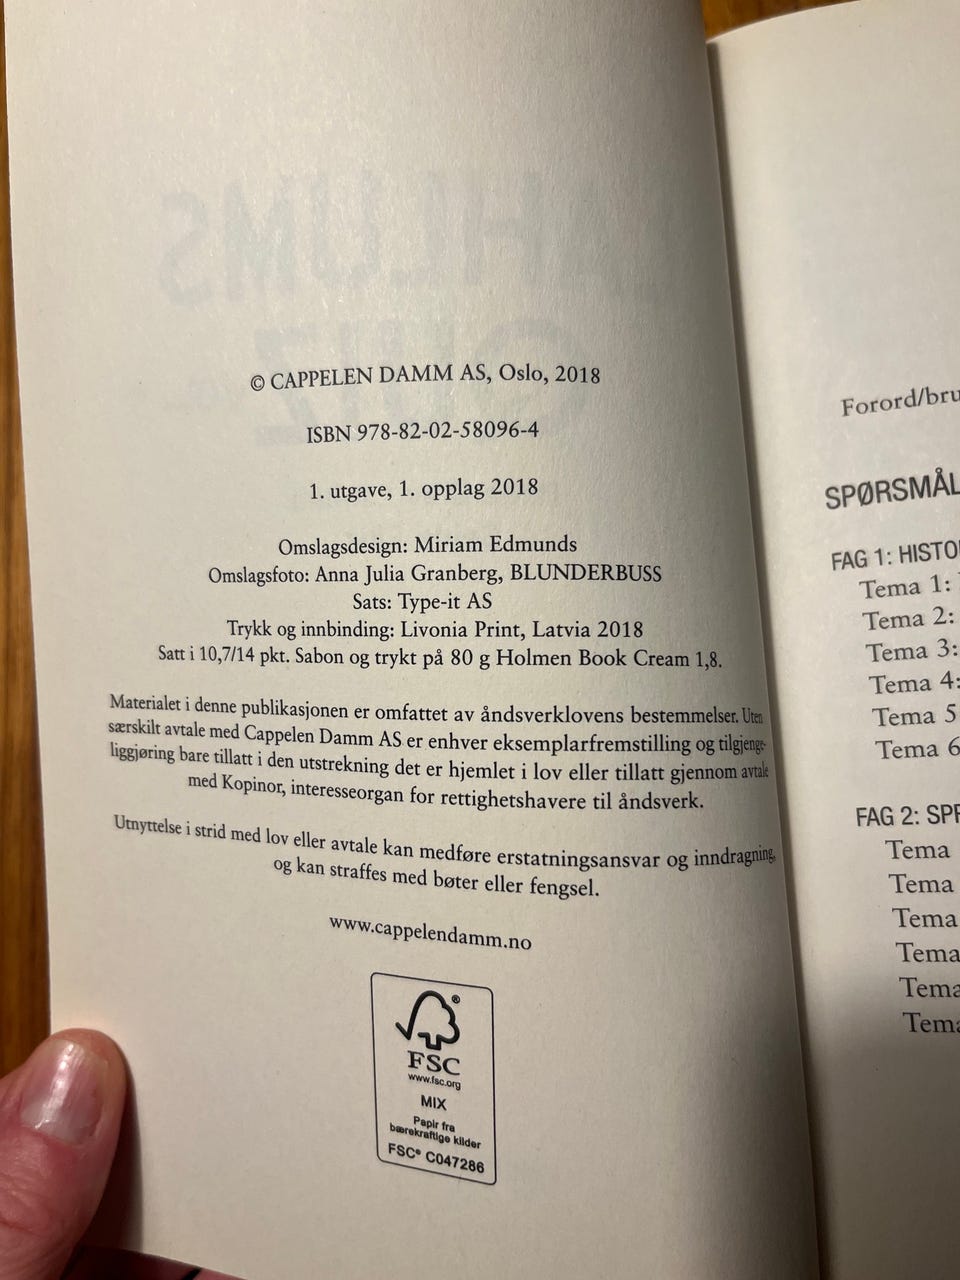 © CAPPELEN DAMM AS, Oslo, 2018
ISBN 978-82-02-58096-4
1. utgave, 1. opplag 2018
Omslagsdesign: Miriam Edmunds
Omslagsfoto: Anna Julia Granberg, BLUNDERBUSS
Sats: Type-it AS
Trykk og innbinding: Livonia Print, Latvia 2018
Satt i 10,7/14 pkt. Sabon og trykt på 80 g Holmen Book Cream 1,8.
Materialet i denne publikasjonen er omfattet av åndsverklovens bestemmelser. Uten
særskilt avtale med Cappelen Damm AS er enhver eksemplarfremstilling og tilgjenge-
liggjøring bare tillatt i den utstrekning det er hjemlet i lov eller tillatt gjennom avtale
med Kopinor, interesseorgan for rettighetshavere til åndsverk.
Utnyttelse i strid med lov eller avtale kan medføre erstatningsansvar og inndragning,
og kan straffes med bøter eller fengsel.
www.cappelendamm.no
®
FSC
www.fsc.org
MIX
Papir fra
bærekraftige kilder
FSC® C047286
Forord/bru
SPØRSMÅL
FAG 1: HISTO
Tema 1:
Tema 2:
Tema 3:
Tema 4:
Tema 5
Tema 6
FAG 2: SPR
Tema
Tema
Tema
Tema
Tema
Tema